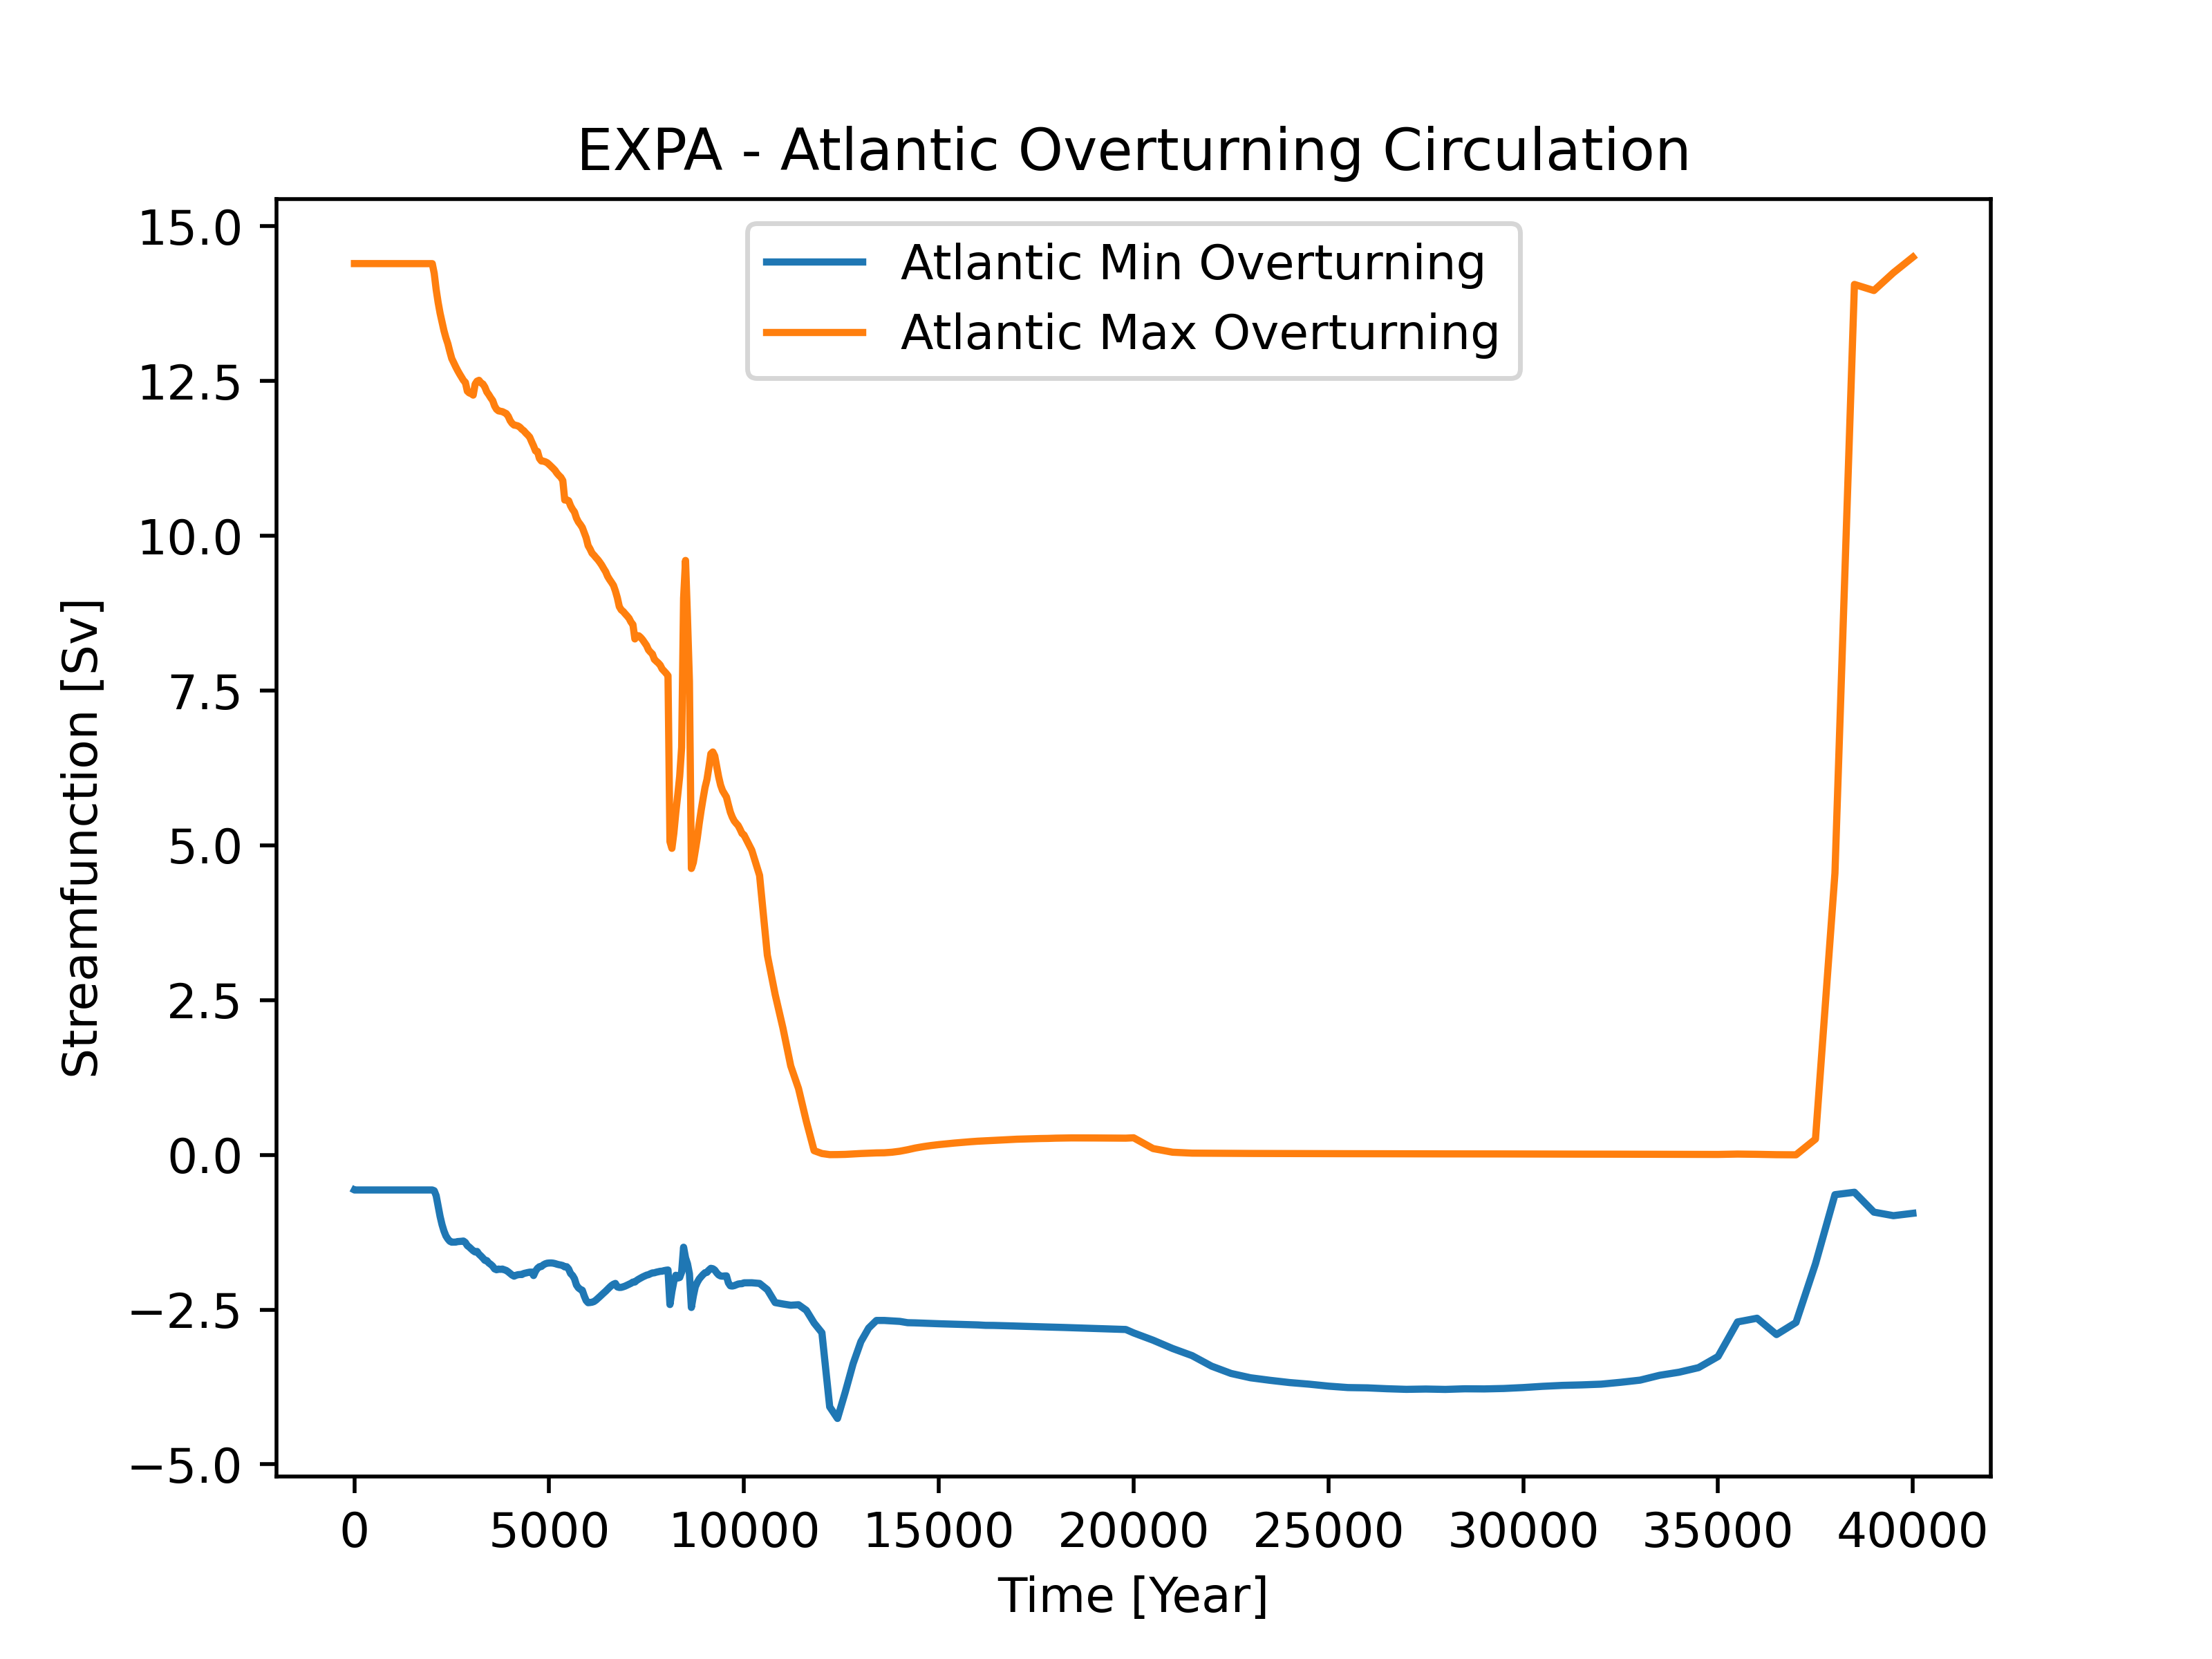 EXPA - Atlantic Overturning Circulation
Atlantic Min Overturning
Atlantic Max Overturning
15.0
12.5
10.0
7.5
5.0
2.5
0.0
−2.5
−5.0
Streamfunction [Sv]
0 5000 10000 15000 20000 25000 30000 35000 40000
Time [Year]